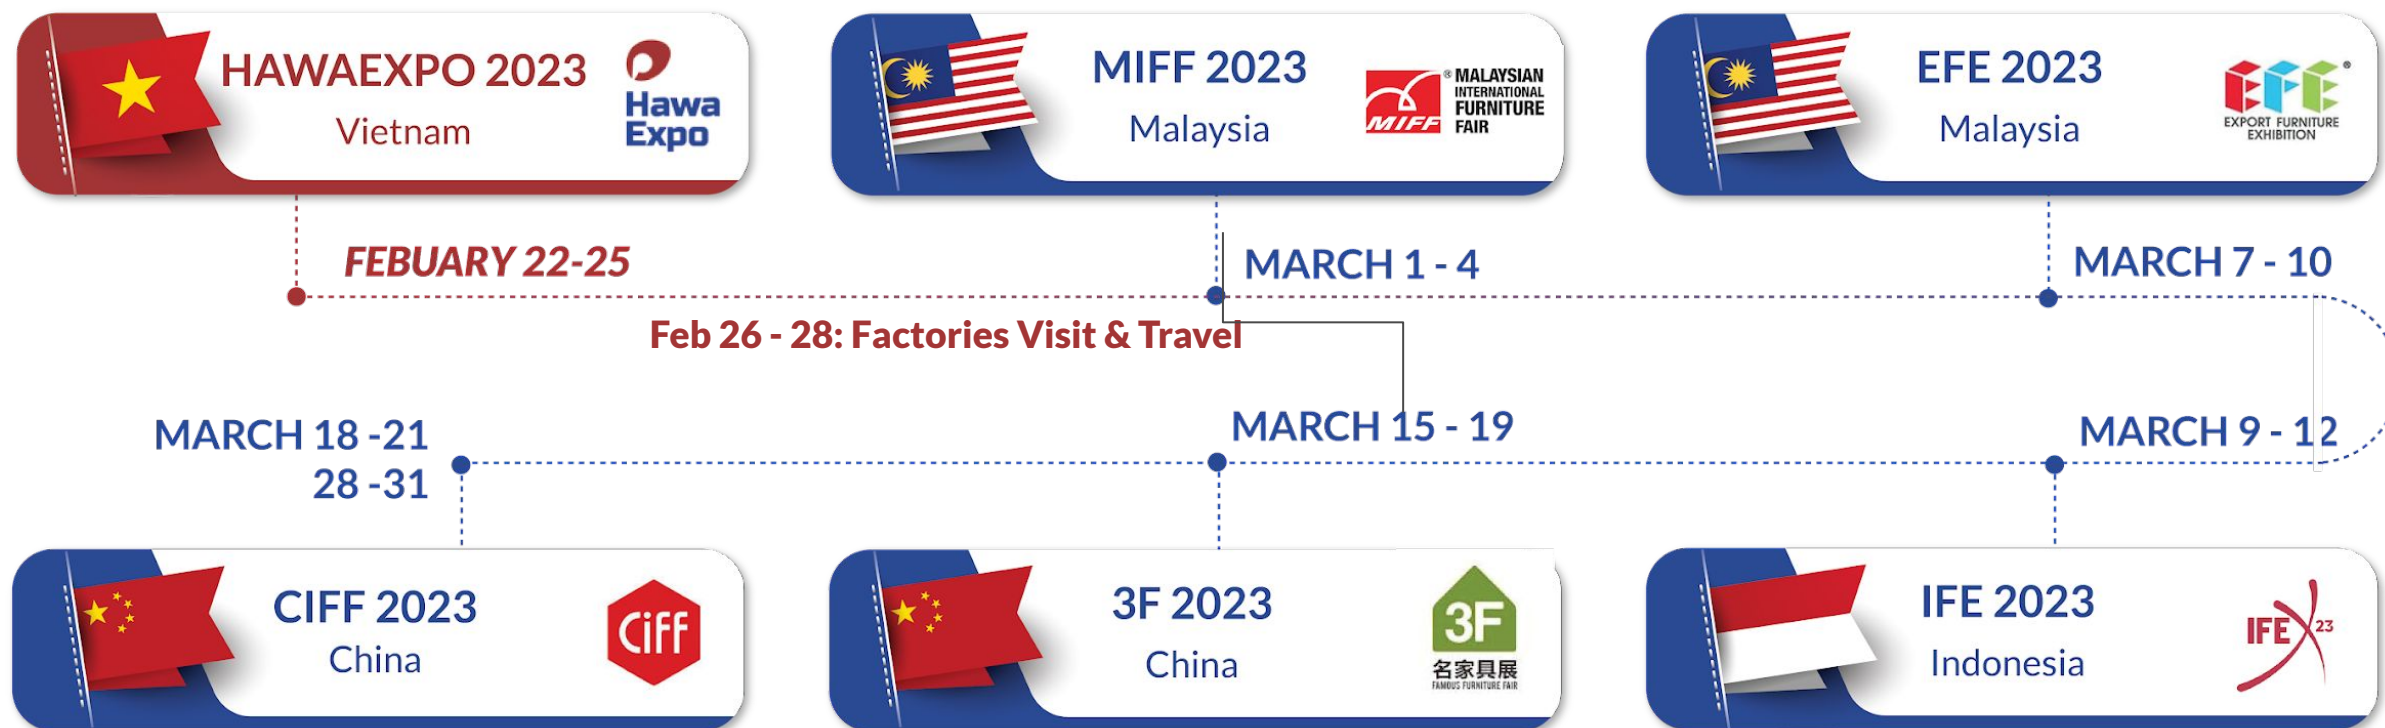 HAWAEXPO 2023
Vietnam
Hawa
Expo
MIFF 2023
Malaysia
MIFF
®
MALAYSIAN
INTERNATIONAL
FURNITURE
FAIR
EFE 2023
Malaysia
EFE
®
EXPORT FURNITURE
EXHIBITION
FEBUARY 22-25
MARCH 1 - 4
MARCH 7 - 10
Feb 26 - 28: Factories Visit & Travel
MARCH 18 -21
28 -31
MARCH 15 - 19
MARCH 9 - 12
CIFF 2023
China
CiFF
3F 2023
China
3F
名家具展
FAMOUS FURNITURE FAIR
IFE 2023
Indonesia
IFEX 23